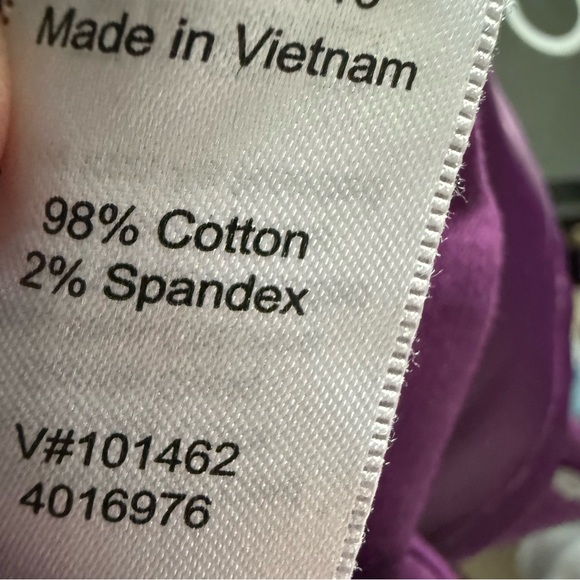 Made in Vietnam
98% Cotton
2% Spandex
V#101462
4016976